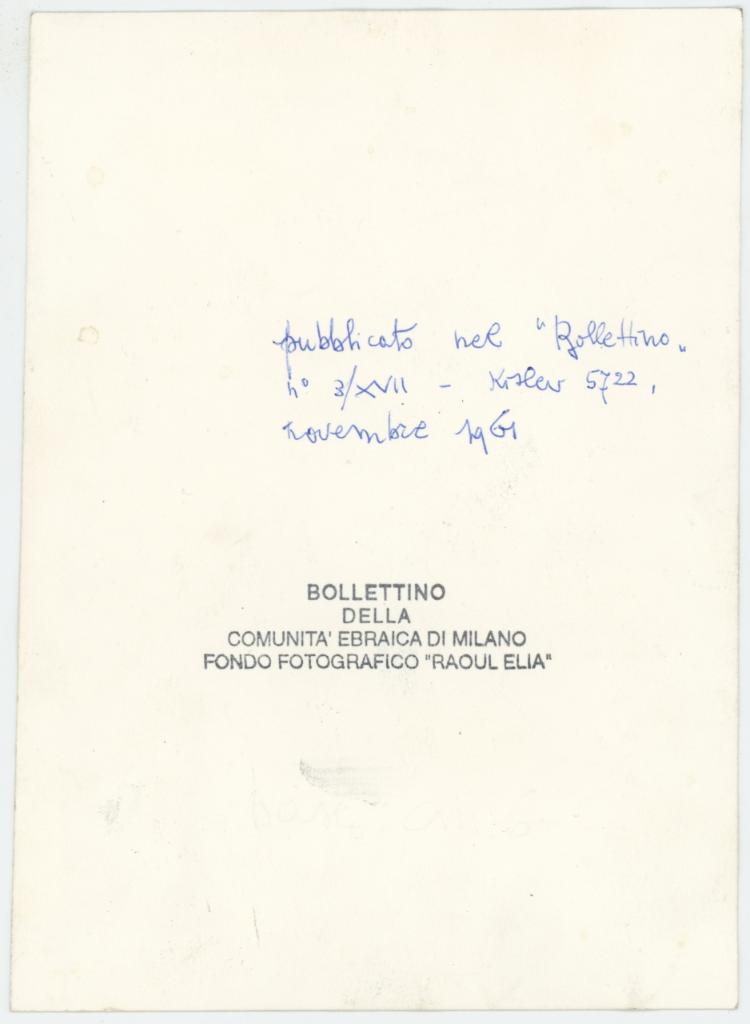 pubblicato nel "Bollettino„
n° 3/XVII - Kislev 5722,
novembre 1961
BOLLETTINO
DELLA
COMUNITA' EBRAICA DI MILANO
FONDO FOTOGRAFICO "RAOUL ELIA"